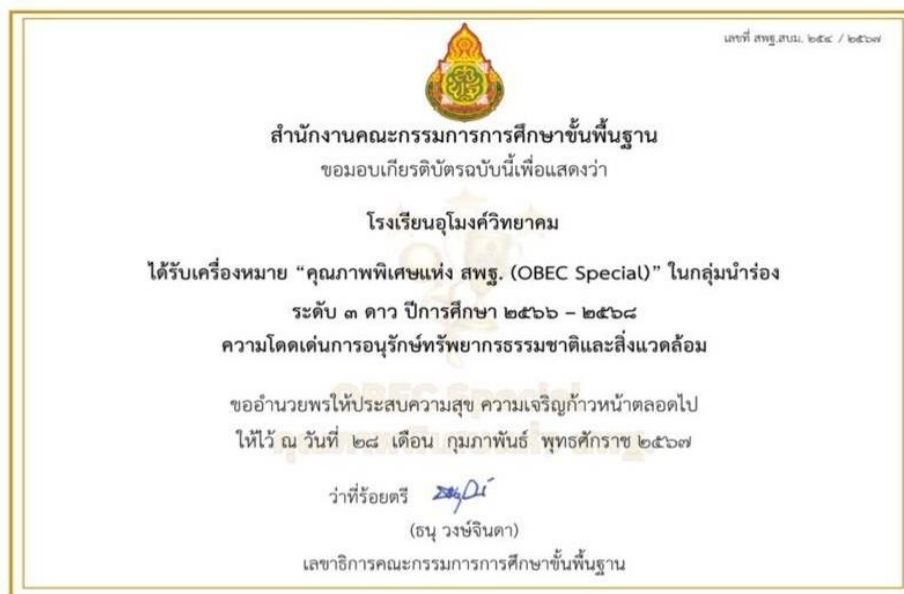 เลขที่ สพฐ.สบม. ๒๕๔ / ๒๕๖๗
สำนักงานคณะกรรมการการศึกษาขั้นพื้นฐาน
ขอมอบเกียรติบัตรฉบับนี้เพื่อแสดงว่า
โรงเรียนอุโมงค์วิทยาคม
ได้รับเครื่องหมาย “คุณภาพพิเศษแห่ง สพฐ. (OBEC Special)” ในกลุ่มนำร่อง
ระดับ ๓ ดาว ปีการศึกษา ๒๕๖๖ – ๒๕๖๘
ความโดดเด่นการอนุรักษ์ทรัพยากรธรรมชาติและสิ่งแวดล้อม
ขออำนวยพรให้ประสบความสุข ความเจริญก้าวหน้าตลอดไป
ให้ไว้ ณ วันที่ ๒๘ เดือน กุมภาพันธ์ พุทธศักราช ๒๕๖๗
ว่าที่ร้อยตรี
(ธนุ วงษ์จินดา)
เลขาธิการคณะกรรมการการศึกษาขั้นพื้นฐาน